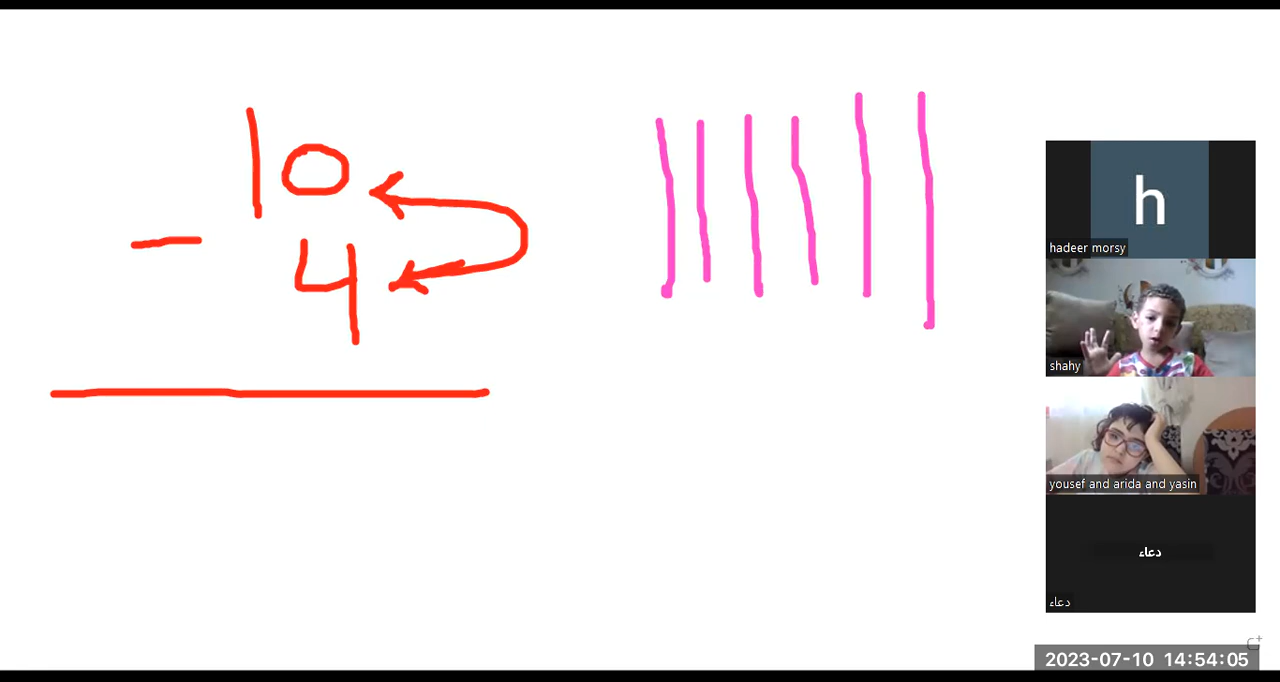 10
- 4
h
hadeer morsy
shahy
yousef and arida and yasin
دعاء
دعاء
2023-07-10 14:54:05